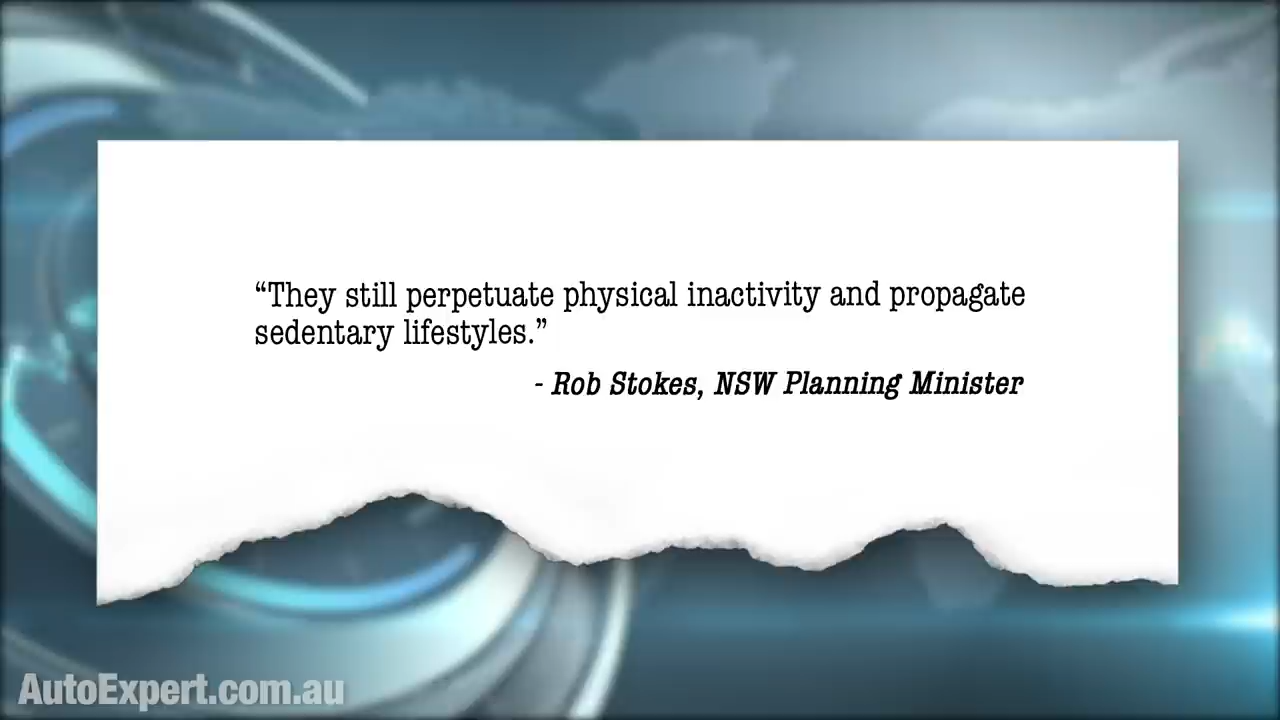 “They still perpetuate physical inactivity and propagate
sedentary lifestyles.”
- Rob Stokes, NSW Planning Minister
AutoExpert.com.au